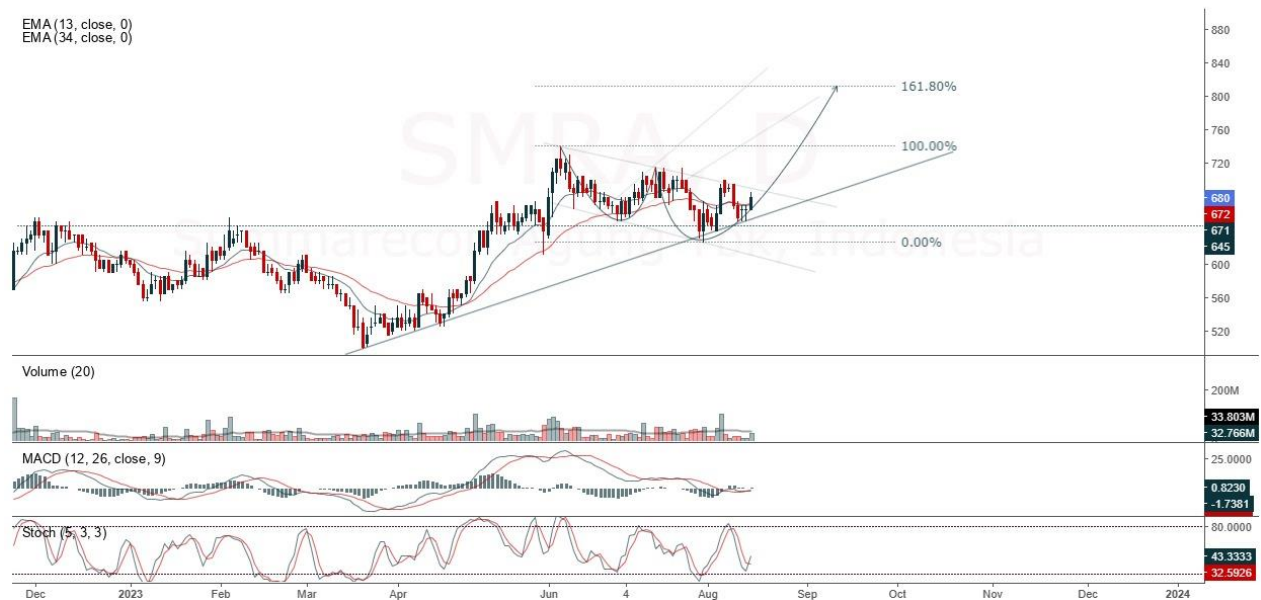 EMA (13, close, 0)
EMA (34, close, 0)
SMRA, D
880
840
161.80%
800
760
100.00%
720
680
672
671
645
0.00%
600
560
520
Volume (20)
200M
33.803M
32.766M
MACD (12, 26, close, 9)
25.0000
0.8230
-1.7381
Stoch (5, 3, 3)
80.0000
43.3333
32.5926
Dec 2023 Feb Mar Apr Jun 4 Aug Sep Oct Nov Dec 2024